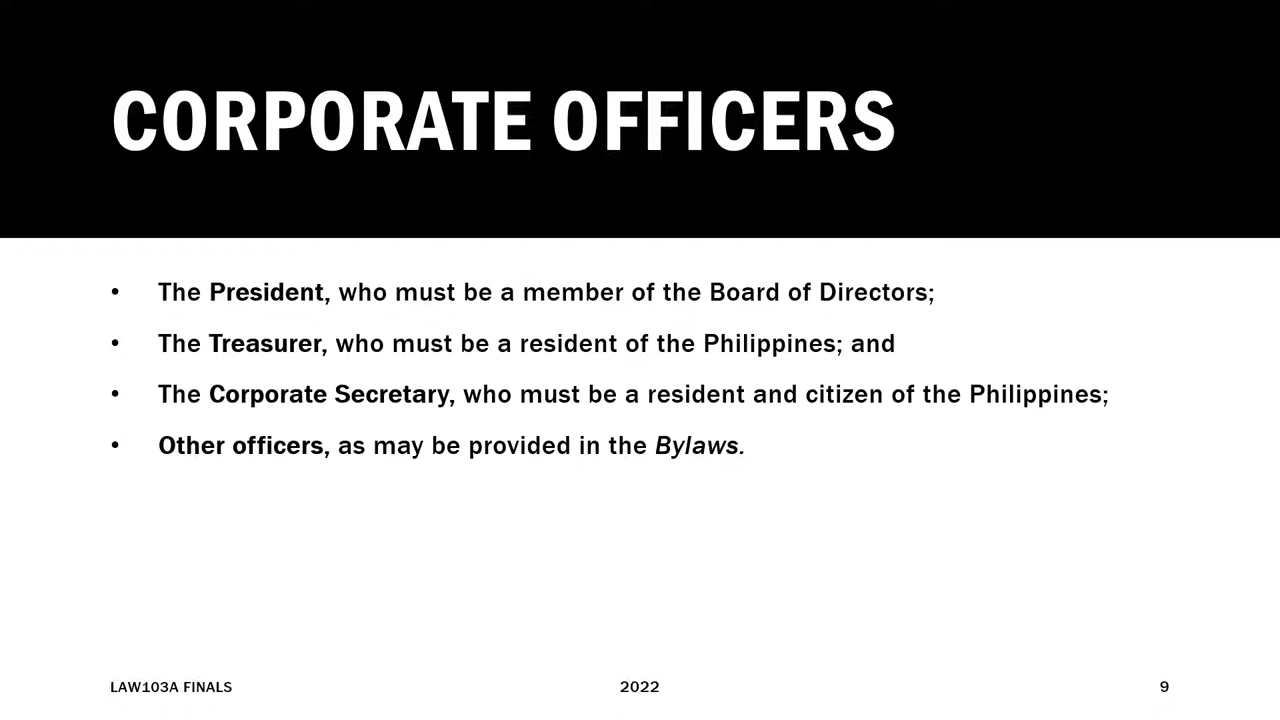 CORPORATE OFFICERS
• The President, who must be a member of the Board of Directors;
• The Treasurer, who must be a resident of the Philippines; and
• The Corporate Secretary, who must be a resident and citizen of the Philippines;
• Other officers, as may be provided in the Bylaws.
LAW103A FINALS
2022
9